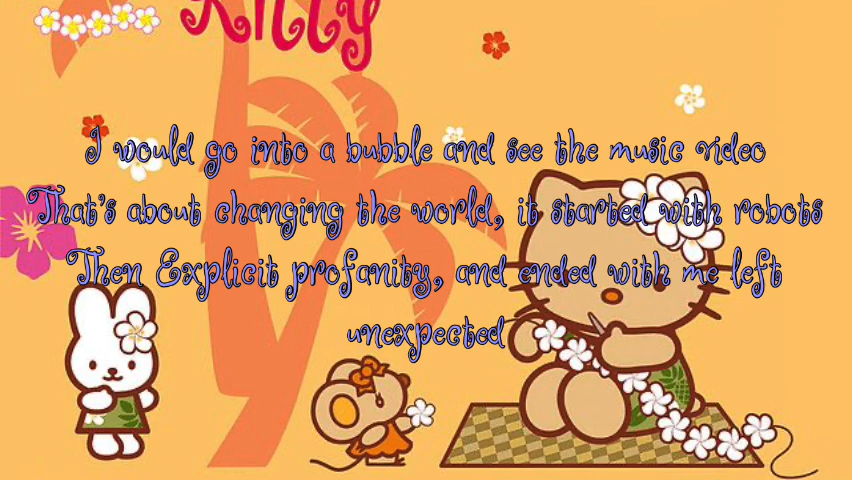 Kitty
I would go into a bubble and see the music video
That's about changing the world, it started with robots
Then Explicit profanity, and ended with me left
unexpected